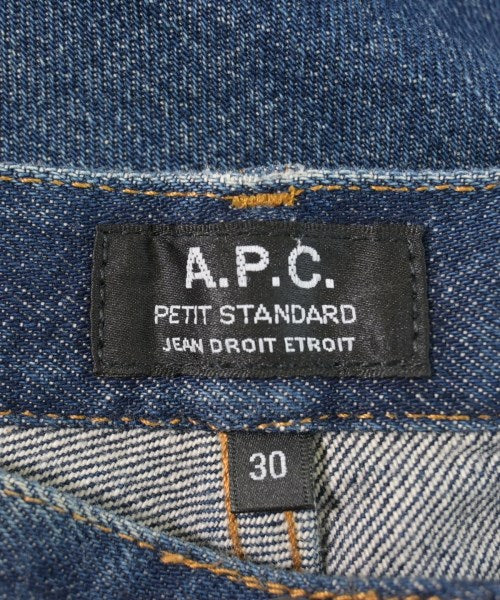 A.P.C.
PETIT STANDARD
JEAN DROIT ETROIT
30